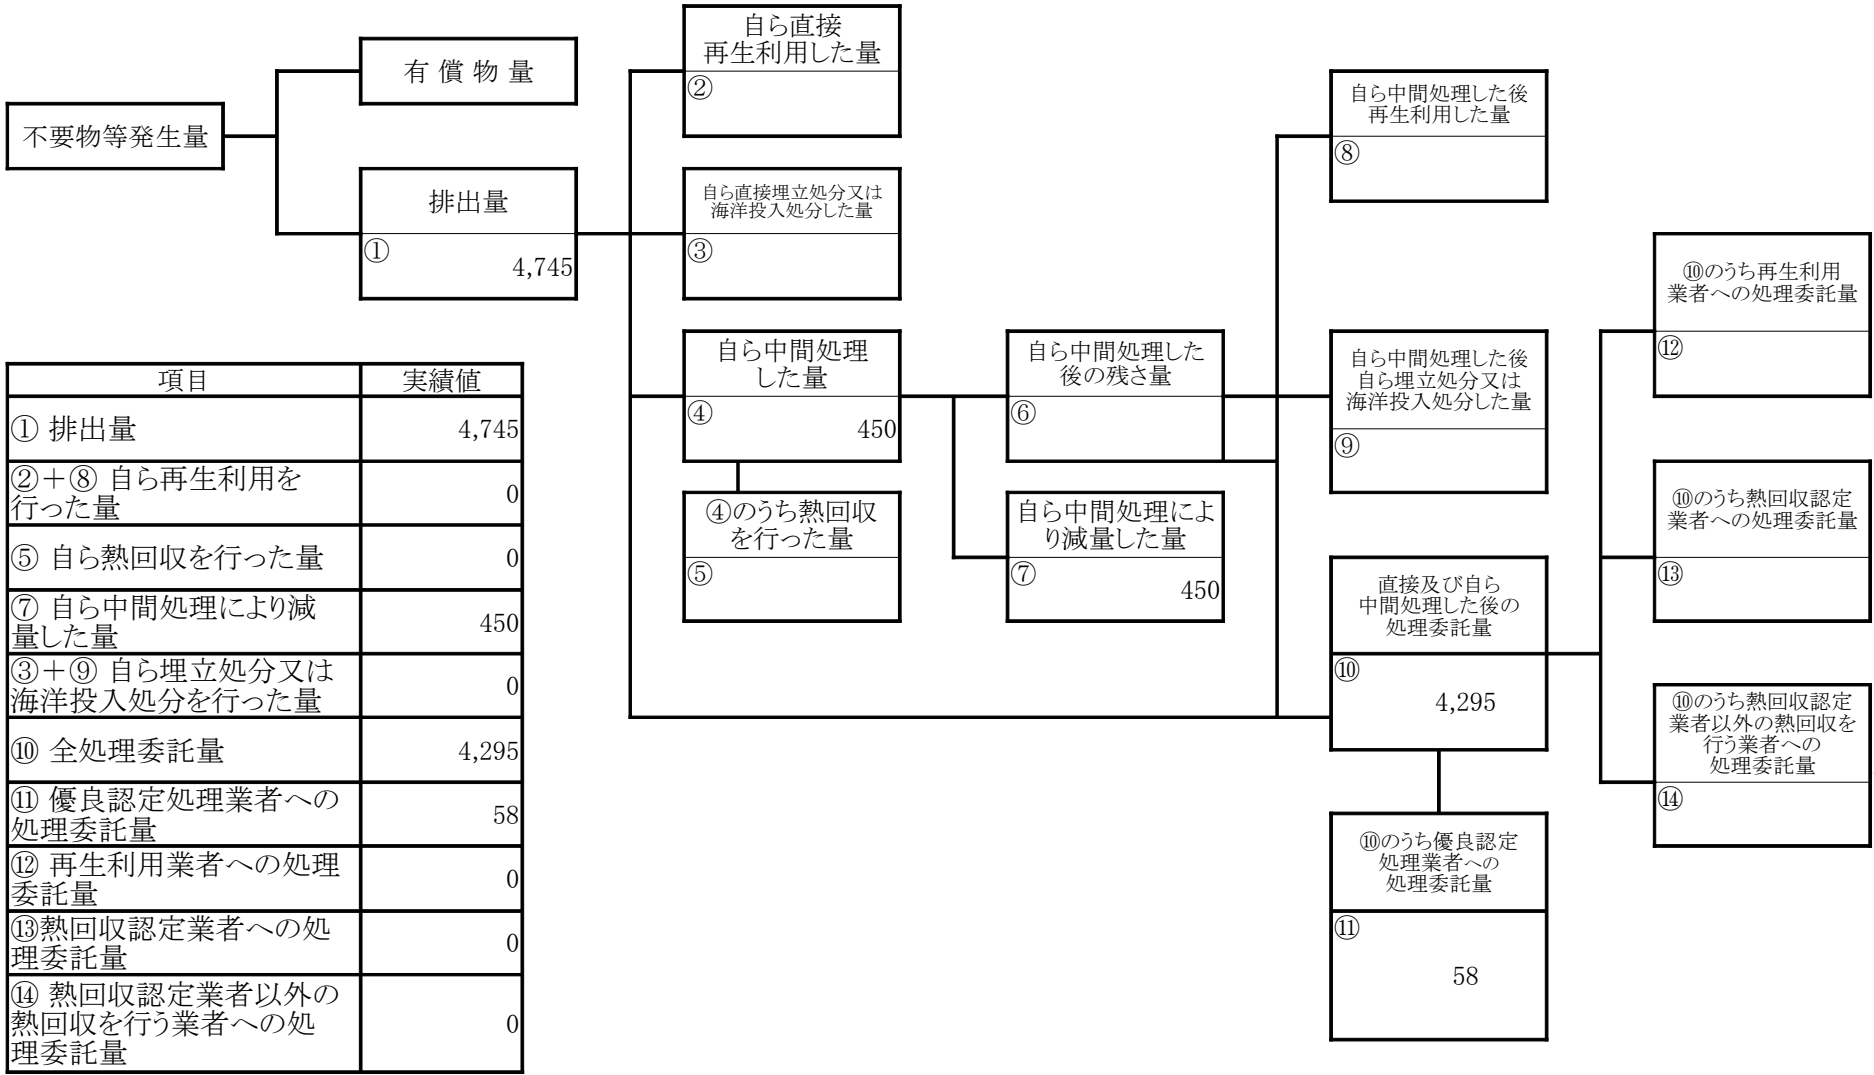 自ら直接
再生利用した量
②
有 償 物 量
不要物等発生量
自ら中間処理した後
再生利用した量
⑧
排出量
①
4,745
自ら直接埋立処分又は
海洋投入処分した量
③
⑩のうち再生利用
業者への処理委託量
⑫
自ら中間処理
した量
④
450
自ら中間処理した
後の残さ量
⑥
自ら中間処理した後
自ら埋立処分又は
海洋投入処分した量
⑨
④のうち熱回収
を行った量
⑤
自ら中間処理によ
り減量した量
⑦
450
⑩のうち熱回収認定
業者への処理委託量
⑬
直接及び自ら
中間処理した後の
処理委託量
⑩
4,295
⑩のうち熱回収認定
業者以外の熱回収を
行う業者への
処理委託量
⑭
⑩のうち優良認定
処理業者への
処理委託量
⑪
58
項目 実績値
① 排出量 4,745
②＋⑧ 自ら再生利用を
行った量 0
⑤ 自ら熱回収を行った量 0
⑦ 自ら中間処理により減
量した量 450
③＋⑨ 自ら埋立処分又は
海洋投入処分を行った量 0
⑩ 全処理委託量 4,295
⑪ 優良認定処理業者への
処理委託量 58
⑫ 再生利用業者への処理
委託量 0
⑬熱回収認定業者への処
理委託量 0
⑭ 熱回収認定業者以外の
熱回収を行う業者への処
理委託量 0